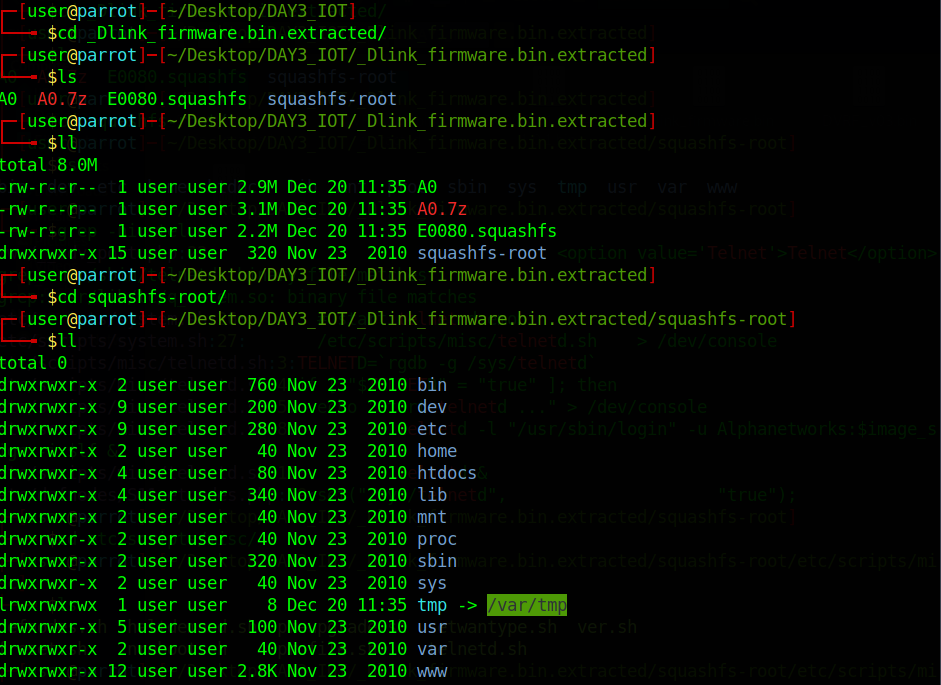 ┌─[user@parrot]─[~/Desktop/DAY3_IOT]
└──╼ $cd _Dlink_firmware.bin.extracted/
┌─[user@parrot]─[~/Desktop/DAY3_IOT/_Dlink_firmware.bin.extracted]
└──╼ $ls
A0  A0.7z  E0080.squashfs  squashfs-root
┌─[user@parrot]─[~/Desktop/DAY3_IOT/_Dlink_firmware.bin.extracted]
└──╼ $ll
total 8.0M
-rw-r--r--  1 user user 2.9M Dec 20 11:35 A0
-rw-r--r--  1 user user 3.1M Dec 20 11:35 A0.7z
-rw-r--r--  1 user user 2.2M Dec 20 11:35 E0080.squashfs
drwxrwxr-x 15 user user  320 Nov 23  2010 squashfs-root <option value='Telnet'>Telnet</option>
┌─[user@parrot]─[~/Desktop/DAY3_IOT/_Dlink_firmware.bin.extracted]
└──╼ $cd squashfs-root/
┌─[user@parrot]─[~/Desktop/DAY3_IOT/_Dlink_firmware.bin.extracted/squashfs-root]
└──╼ $ll
total 0
drwxrwxr-x  2 user user  760 Nov 23  2010 bin
drwxrwxr-x  9 user user  200 Nov 23  2010 dev
drwxrwxr-x  9 user user  280 Nov 23  2010 etc
drwxrwxr-x  2 user user   40 Nov 23  2010 home
drwxrwxr-x  4 user user   80 Nov 23  2010 htdocs
drwxrwxr-x  4 user user  340 Nov 23  2010 lib
drwxrwxr-x  2 user user   40 Nov 23  2010 mnt
drwxrwxr-x  2 user user   40 Nov 23  2010 proc
drwxrwxr-x  2 user user  320 Nov 23  2010 sbin
drwxrwxr-x  2 user user   40 Nov 23  2010 sys
lrwxrwxrwx  1 user user    8 Dec 20 11:35 tmp -> /var/tmp
drwxrwxr-x  5 user user  100 Nov 23  2010 usr
drwxrwxr-x  2 user user   40 Nov 23  2010 var
drwxrwxr-x 12 user user 2.8K Nov 23  2010 www